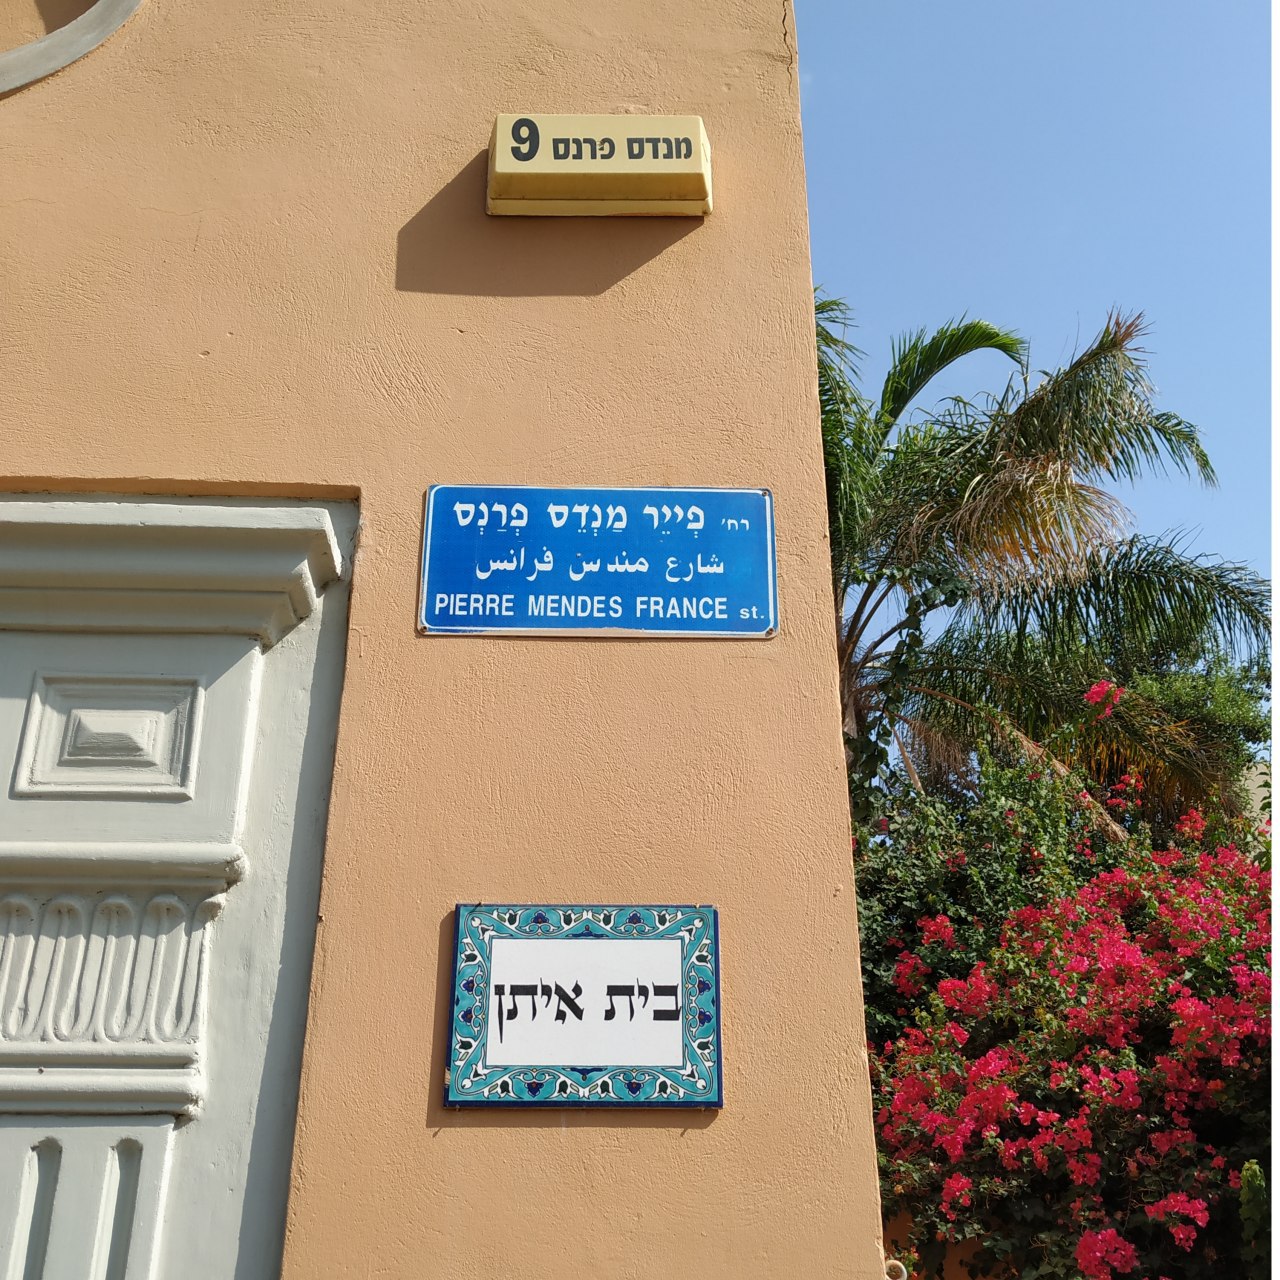 מנדס פרנס 9
רח' פְּיֵיר מַנְדֵס פְרַנְס
شارع مندس فرانس
PIERRE MENDES FRANCE st.
בית איתן